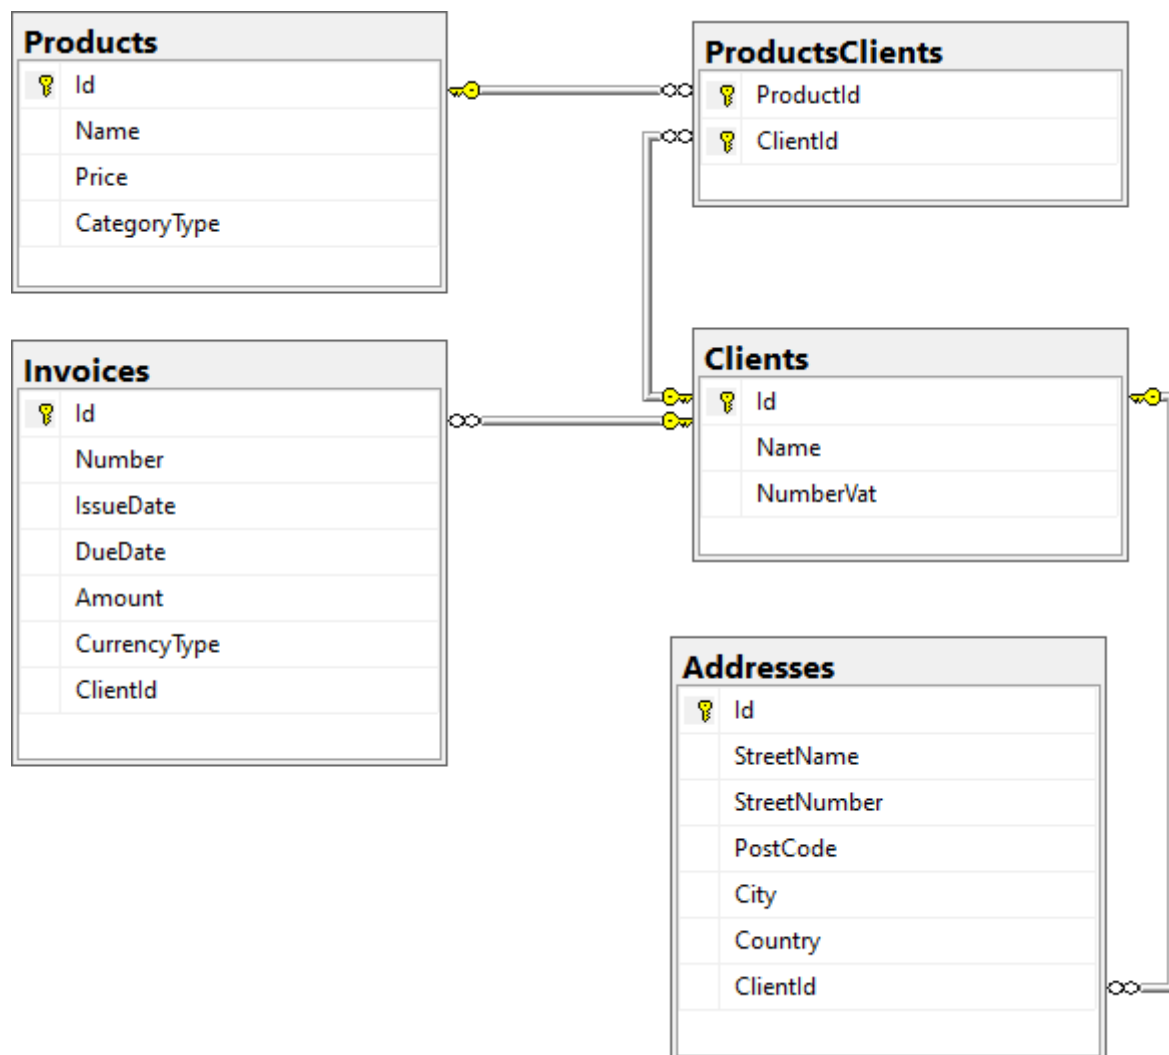 Products
Id
Name
Price
CategoryType
ProductsClients
ProductId
ClientId
Invoices
Id
Number
IssueDate
DueDate
Amount
CurrencyType
ClientId
Clients
Id
Name
NumberVat
Addresses
Id
StreetName
StreetNumber
PostCode
City
Country
ClientId